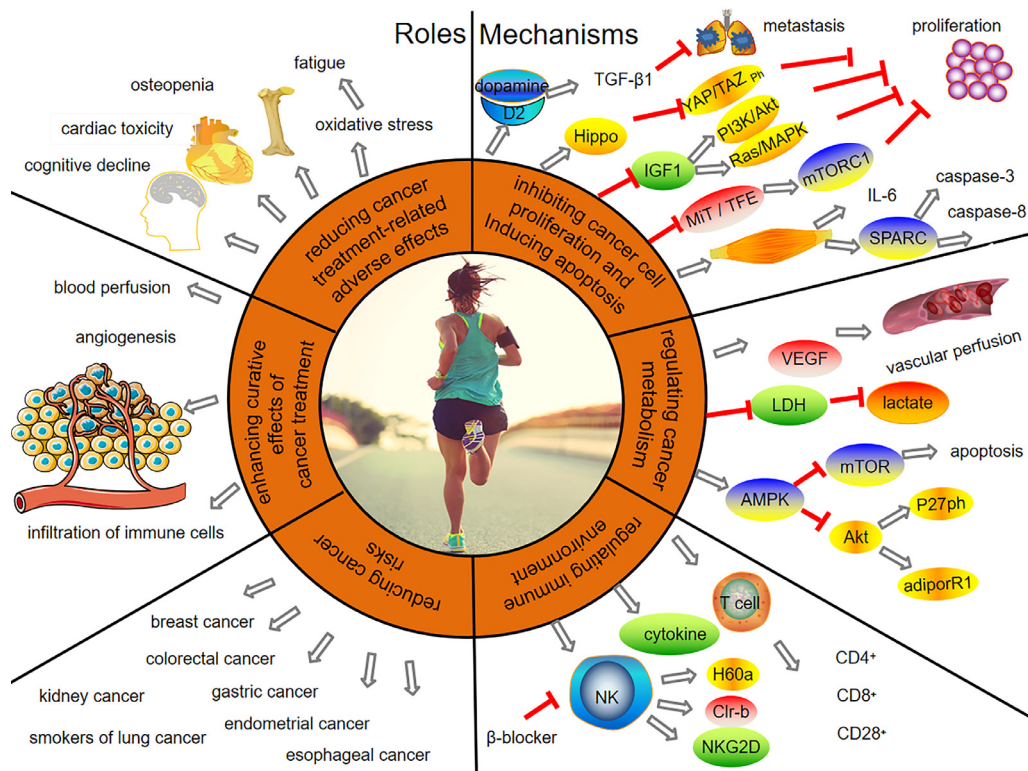 Roles
Mechanisms
fatigue
osteopenia
oxidative stress
cardiac toxicity
cognitive decline
reducing cancer
treatment-related
adverse effects
dopamine
D2
TGF-β1
metastasis
proliferation
Hippo
YAP/TAZ Ph
PI3K/Akt
IGF1
Ras/MAPK
MiT / TFE
mTORC1
IL-6
SPARC
caspase-3
caspase-8
inhibiting cancer cell
proliferation and
Inducing apoptosis
blood perfusion
angiogenesis
infiltration of immune cells
enhancing curative
effects of
cancer treatment
regulating cancer
metabolism
VEGF
vascular perfusion
LDH
lactate
AMPK
mTOR
apoptosis
Akt
P27ph
adiporR1
reducing cancer
risks
breast cancer
colorectal cancer
kidney cancer
gastric cancer
smokers of lung cancer
endometrial cancer
esophageal cancer
regulating immune
environment
T cell
cytokine
NK
β-blocker
H60a
Clr-b
NKG2D
CD4+
CD8+
CD28+